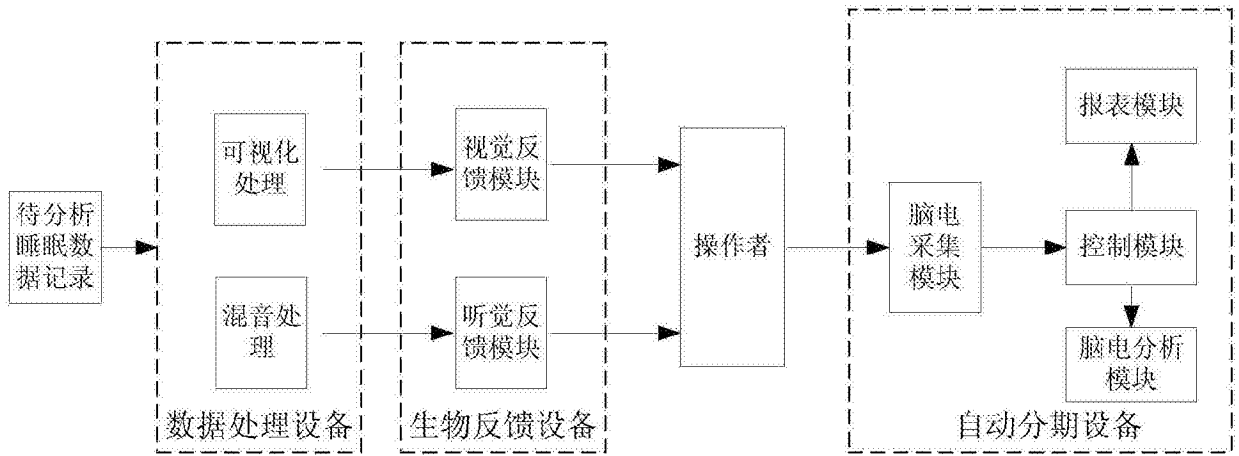 待分析
睡眠数
据记录
可视化
处理
混音处
理
数据处理设备
视觉反
馈模块
听觉反
馈模块
生物反馈设备
操作者
脑电
采集
模块
报表模块
控制模块
脑电分析
模块
自动分期设备